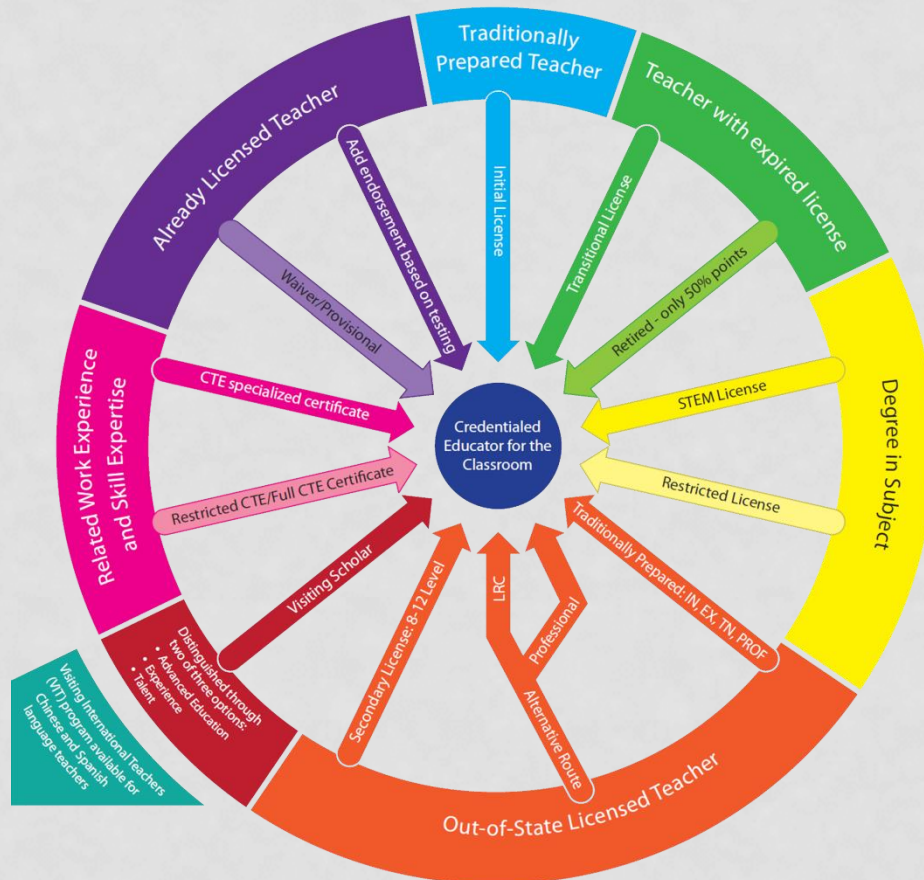 Traditionally
Prepared Teacher
Initial License
Teacher with expired license
Transitional License
Retired - only 50% points
Degree in Subject
STEM License
Restricted License
Out-of-State Licensed Teacher
Traditionally Prepared: IN, EX, TN, PROF
Alternative Route
Professional
LRC
Secondary License: 8-12 Level
Distinguished through
two of three options:
• Advanced Education
• Experience
• Talent
Visiting Scholar
Visiting International Teachers
(VIT) program available for
Chinese and Spanish
language teachers
Related Work Experience
and Skill Expertise
Restricted CTE/Full CTE Certificate
CTE specialized certificate
Already Licensed Teacher
Waiver/Provisional
Add endorsement based on testing
Credentialed
Educator for the
Classroom